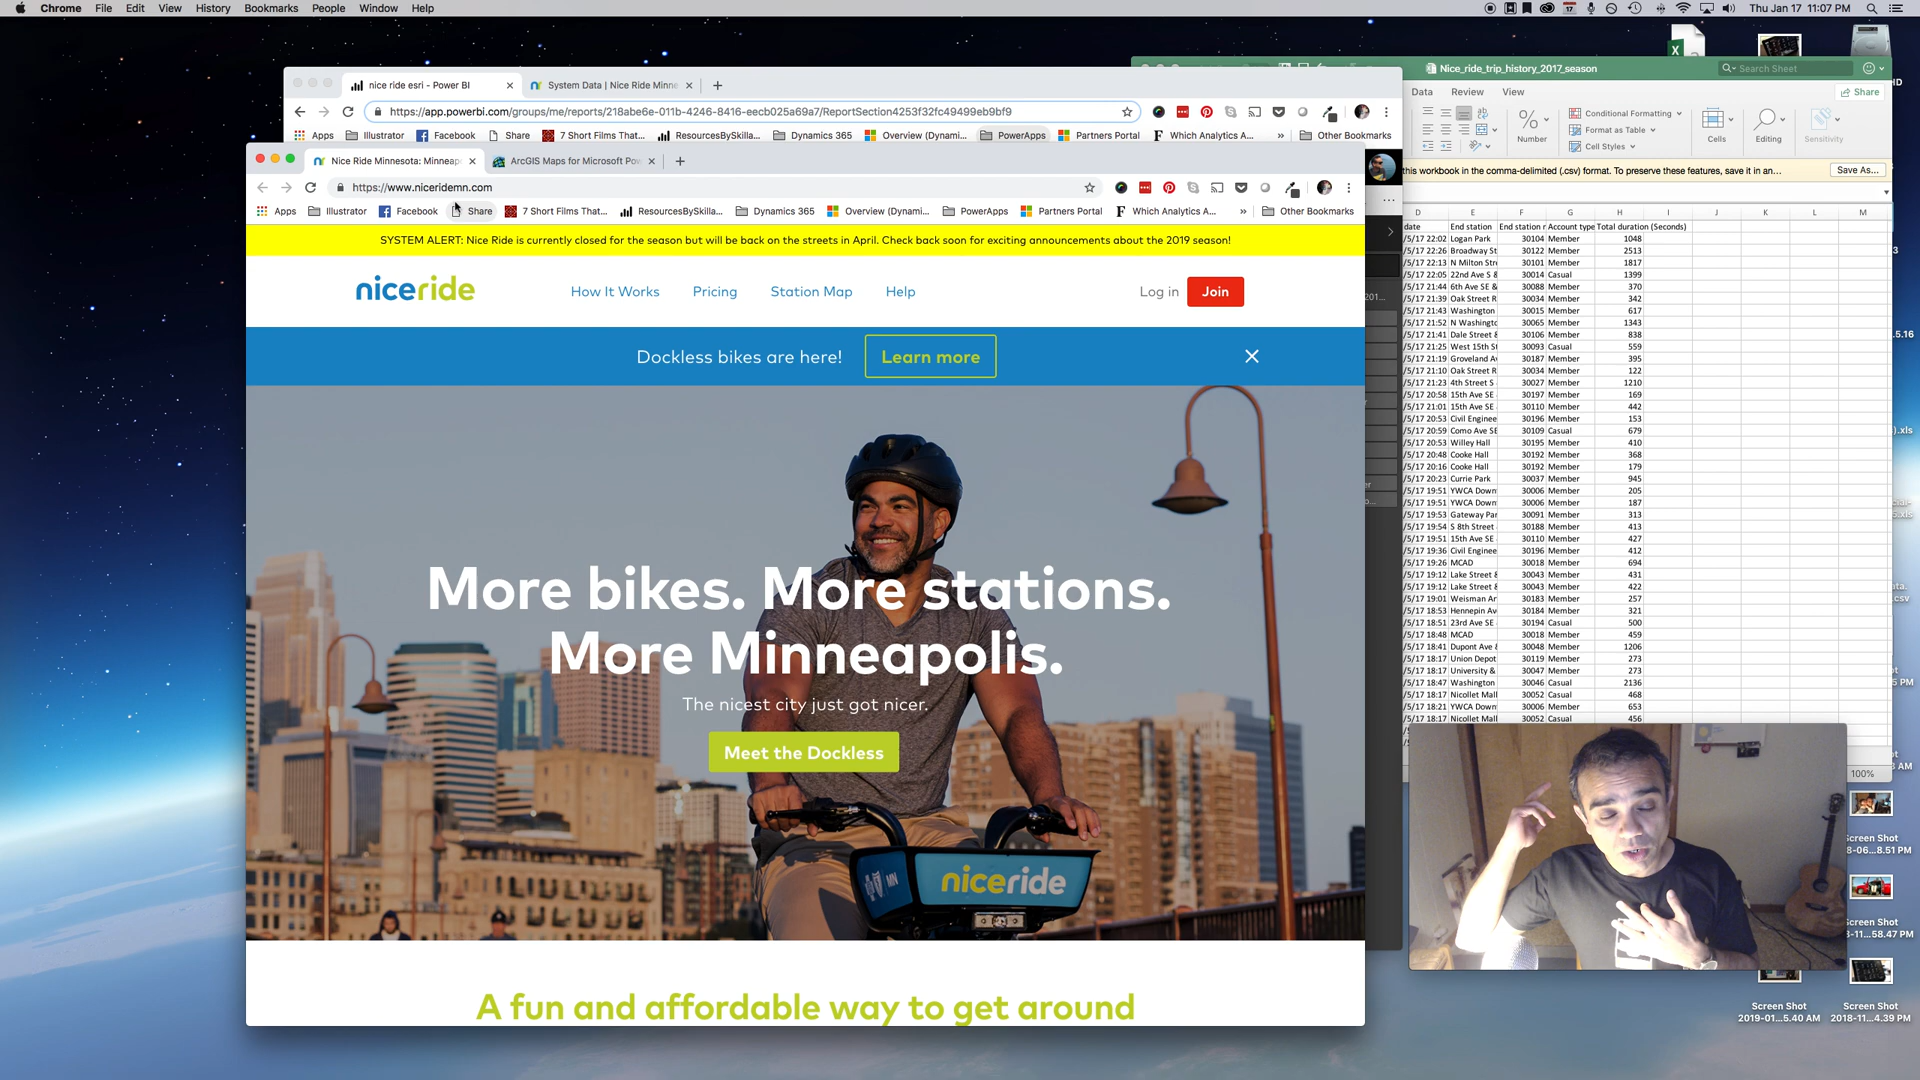 Chrome File Edit View History Bookmarks People Window Help
Thu Jan 17 11:07 PM
nice ride esri - Power BI
System Data | Nice Ride Minne
https://app.powerbi.com/groups/me/reports/218abe6e-011b-4246-8416-eecb025a69a7/ReportSection4253f32fc49499eb9bf9
Apps Illustrator Facebook Share 7 Short Films That... ResourcesBySkilla... Dynamics 365 Overview (Dynami... PowerApps Partners Portal Which Analytics A... » Other Bookmarks
Nice Ride Minnesota: Minneap
ArcGIS Maps for Microsoft Pow
https://www.niceridemn.com
Apps Illustrator Facebook Share 7 Short Films That... ResourcesBySkilla... Dynamics 365 Overview (Dynami... PowerApps Partners Portal Which Analytics A... » Other Bookmarks
SYSTEM ALERT: Nice Ride is currently closed for the season but will be back on the streets in April. Check back soon for exciting announcements about the 2019 season!
niceride
How It Works Pricing Station Map Help
Log in Join
Dockless bikes are here! Learn more
More bikes. More stations.
More Minneapolis.
The nicest city just got nicer.
Meet the Dockless
MN niceride
A fun and affordable way to get around
Nice_ride_trip_history_2017_season
Search Sheet
Data Review View
Share
Conditional Formatting
Format as Table
Cell Styles
Number Cells Editing Sensitivity
this workbook in the comma-delimited (.csv) format. To preserve these features, save it in an... Save As...
D E F G H I J K L M
date End station End station r Account type Total duration (Seconds)
/5/17 22:02 Logan Park 30104 Member 1048
/5/17 22:26 Broadway St 30122 Member 2513
/5/17 22:13 N Milton Stre 30101 Member 1817
/5/17 22:05 22nd Ave S & 30014 Casual 1399
/5/17 21:44 6th Ave SE & 30088 Member 370
/5/17 21:39 Oak Street R 30034 Member 342
/5/17 21:43 Washington 30015 Member 617
/5/17 21:52 N Washingto 30065 Member 1343
/5/17 21:41 Dale Street & 30106 Member 838
/5/17 21:25 West 15th St 30093 Casual 559
/5/17 21:19 Groveland Av 30187 Member 395
/5/17 21:10 Oak Street R 30034 Member 122
/5/17 21:23 4th Street S 30027 Member 1210
/5/17 20:58 15th Ave SE 30197 Member 169
/5/17 21:01 15th Ave SE 30110 Member 442
/5/17 20:53 Civil Enginee 30196 Member 153
/5/17 20:59 Como Ave SE 30109 Casual 679
/5/17 20:53 Willey Hall 30195 Member 410
/5/17 20:48 Cooke Hall 30192 Member 368
/5/17 20:16 Cooke Hall 30192 Member 179
/5/17 20:23 Currie Park 30037 Member 945
/5/17 19:51 YWCA Down 30006 Member 205
/5/17 19:51 YWCA Down 30006 Member 187
/5/17 19:53 Gateway Par 30091 Member 313
/5/17 19:54 S 8th Street 30188 Member 413
/5/17 19:51 15th Ave SE 30110 Member 427
/5/17 19:36 Civil Enginee 30196 Member 412
/5/17 19:26 MCAD 30018 Member 694
/5/17 19:12 Lake Street & 30043 Member 431
/5/17 19:12 Lake Street & 30043 Member 422
/5/17 19:01 Weisman Ar 30183 Member 257
/5/17 18:53 Hennepin Av 30184 Member 321
/5/17 18:51 23rd Ave SE 30194 Casual 500
/5/17 18:48 MCAD 30018 Member 459
/5/17 18:41 Dupont Ave 30048 Member 1206
/5/17 18:17 Union Depot 30119 Member 273
/5/17 18:17 University & 30047 Member 273
/5/17 18:47 Washington 30046 Casual 2136
/5/17 18:17 Nicollet Mall 30052 Casual 468
/5/17 18:21 YWCA Down 30006 Member 653
/5/17 18:17 Nicollet Mall 30052 Casual 456
100%
Screen Shot
8-06...8.51 PM
Screen Shot
8-11...58.47 PM
Screen Shot
2019-01...5.40 AM
Screen Shot
2018-11...4.39 PM